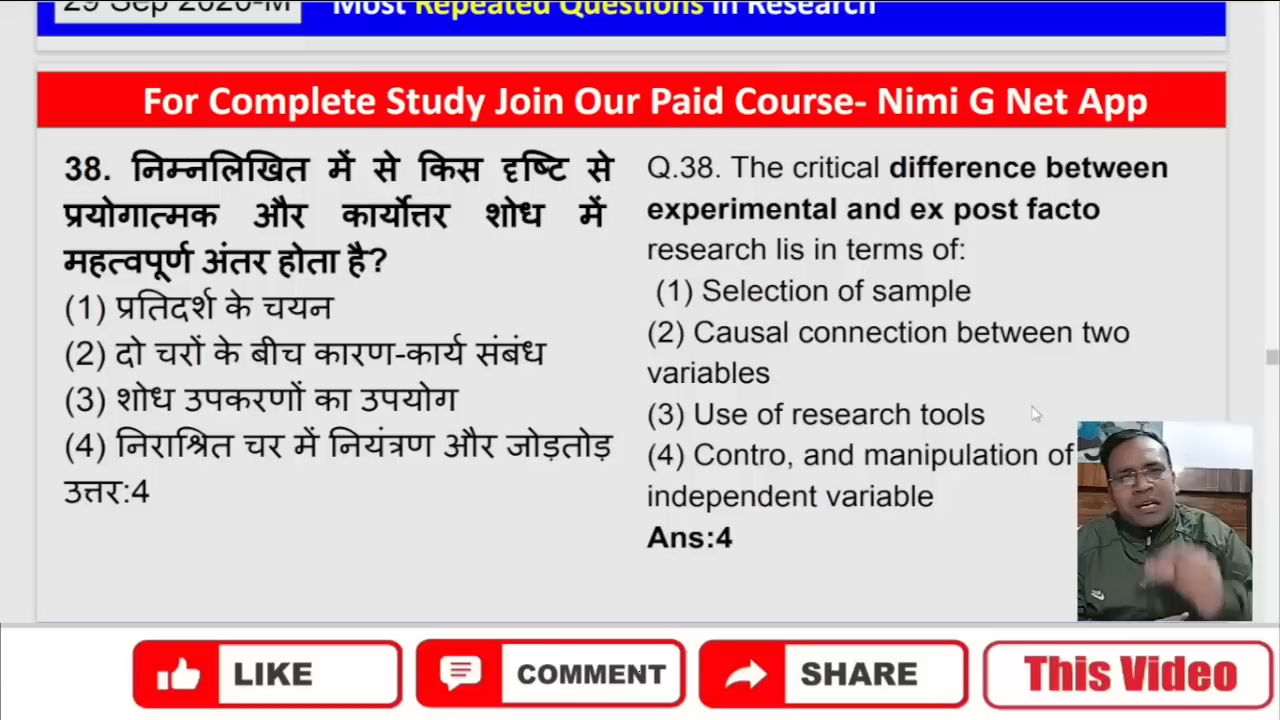 29 Sep 2020-M
Most Repeated Questions in Research
For Complete Study Join Our Paid Course- Nimi G Net App
38. निम्नलिखित में से किस दृष्टि से
प्रयोगात्मक और कार्योत्तर शोध में
महत्वपूर्ण अंतर होता है?
(1) प्रतिदर्श के चयन
(2) दो चरों के बीच कारण-कार्य संबंध
(3) शोध उपकरणों का उपयोग
(4) निराश्रित चर में नियंत्रण और जोड़तोड़
उत्तर:4
Q.38. The critical difference between
experimental and ex post facto
research lis in terms of:
(1) Selection of sample
(2) Causal connection between two
variables
(3) Use of research tools
(4) Contro, and manipulation of
independent variable
Ans:4
LIKE
COMMENT
SHARE
This Video